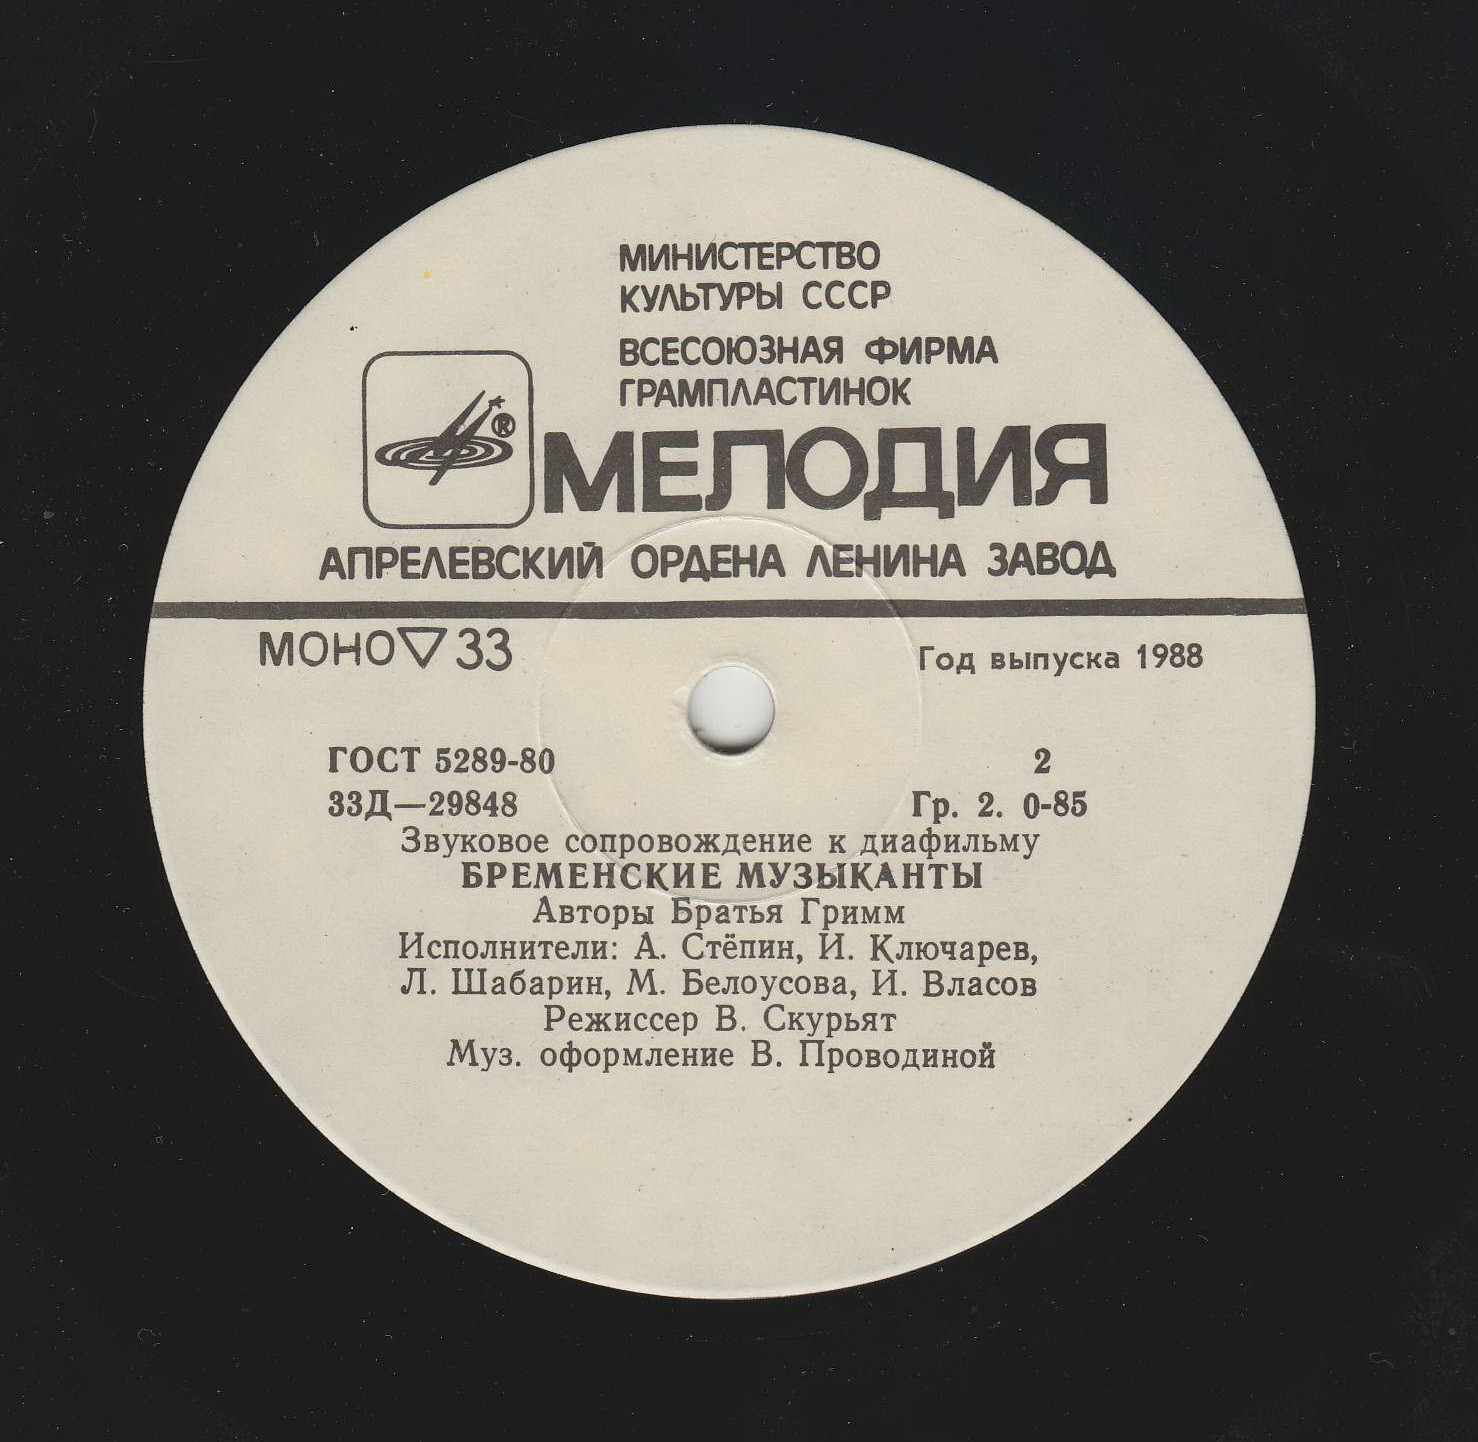 МИНИСТЕРСТВО
КУЛЬТУРЫ СССР
ВСЕСОЮЗНАЯ ФИРМА
ГРАМПЛАСТИНОК
®
МЕЛОДИЯ
АПРЕЛЕВСКИЙ ОРДЕНА ЛЕНИНА ЗАВОД
МОНО▽33
Год выпуска 1988
ГОСТ 5289-80 2
33Д—29848 Гр. 2. 0-85
Звуковое сопровождение к диафильму
БРЕМЕНСКИЕ МУЗЫКАНТЫ
Авторы Братья Гримм
Исполнители: А. Стёпин, И. Ключарев,
Л. Шабарин, М. Белоусова, И. Власов
Режиссер В. Скурьят
Муз. оформление В. Проводиной